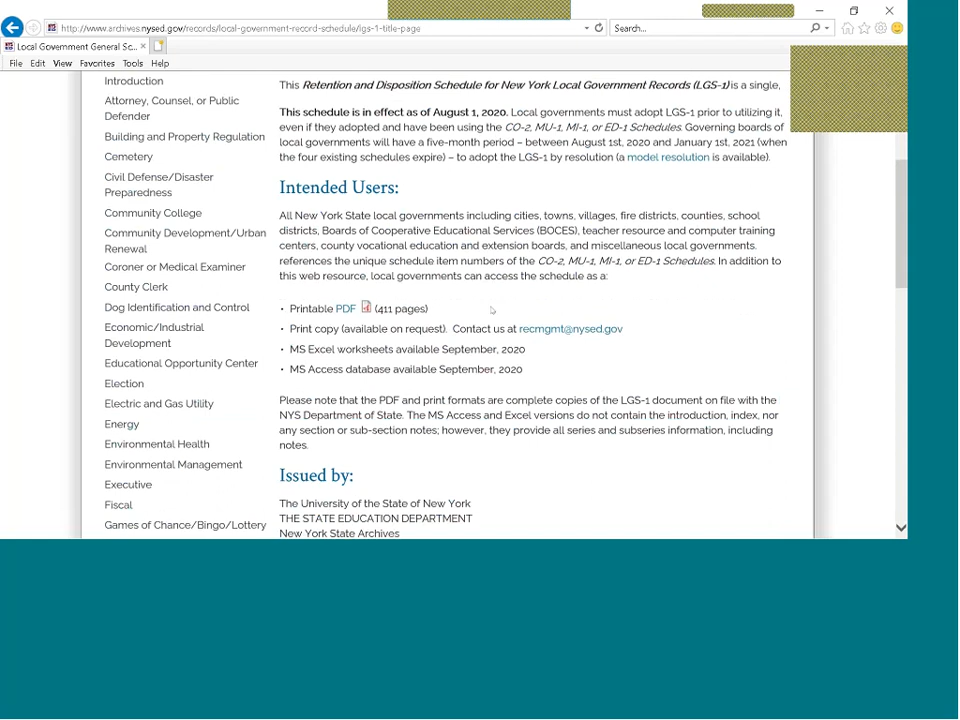 http://www.archives.nysed.gov/records/local-government-record-schedule/lgs-1-title-page
Search...
Local Government General Sc...
File Edit View Favorites Tools Help
Introduction
Attorney, Counsel, or Public
Defender
Building and Property Regulation
Cemetery
Civil Defense/Disaster
Preparedness
Community College
Community Development/Urban
Renewal
Coroner or Medical Examiner
County Clerk
Dog Identification and Control
Economic/Industrial
Development
Educational Opportunity Center
Election
Electric and Gas Utility
Energy
Environmental Health
Environmental Management
Executive
Fiscal
Games of Chance/Bingo/Lottery
This Retention and Disposition Schedule for New York Local Government Records (LGS-1) is a single,
This schedule is in effect as of August 1, 2020. Local governments must adopt LGS-1 prior to utilizing it,
even if they adopted and have been using the CO-2, MU-1, MI-1, or ED-1 Schedules. Governing boards of
local governments will have a five-month period – between August 1st, 2020 and January 1st, 2021 (when
the four existing schedules expire) – to adopt the LGS-1 by resolution (a model resolution is available).
Intended Users:
All New York State local governments including cities, towns, villages, fire districts, counties, school
districts, Boards of Cooperative Educational Services (BOCES), teacher resource and computer training
centers, county vocational education and extension boards, and miscellaneous local governments.
references the unique schedule item numbers of the CO-2, MU-1, MI-1, or ED-1 Schedules. In addition to
this web resource, local governments can access the schedule as a:
• Printable PDF (411 pages)
• Print copy (available on request). Contact us at recmgmt@nysed.gov
• MS Excel worksheets available September, 2020
• MS Access database available September, 2020
Please note that the PDF and print formats are complete copies of the LGS-1 document on file with the
NYS Department of State. The MS Access and Excel versions do not contain the introduction, index, nor
any section or sub-section notes; however, they provide all series and subseries information, including
notes.
Issued by:
The University of the State of New York
THE STATE EDUCATION DEPARTMENT
New York State Archives